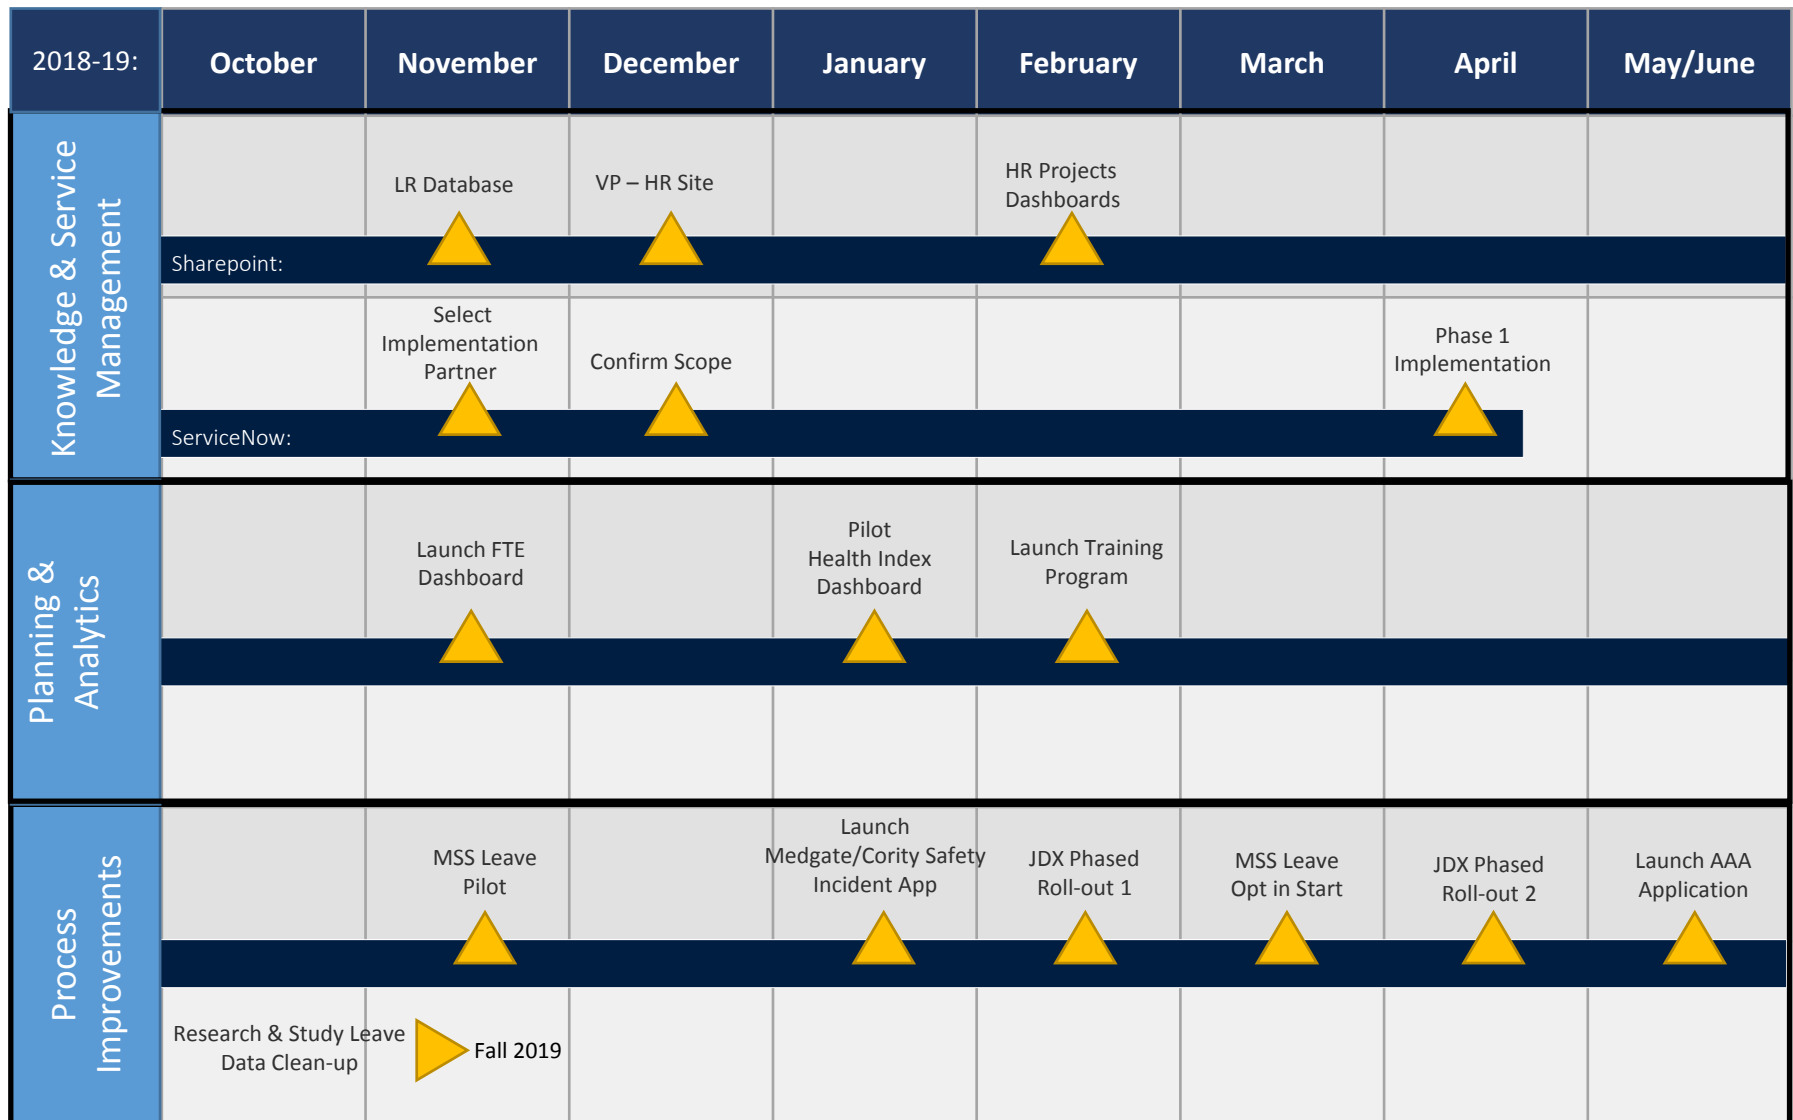 2018-19:
October
November
December
January
February
March
April
May/June
Knowledge & Service
Management
LR Database
VP – HR Site
HR Projects
Dashboards
Sharepoint:
Select
Implementation
Partner
Confirm Scope
Phase 1
Implementation
ServiceNow:
Planning &
Analytics
Launch FTE
Dashboard
Pilot
Health Index
Dashboard
Launch Training
Program
Process
Improvements
MSS Leave
Pilot
Launch
Medgate/Cority Safety
Incident App
JDX Phased
Roll-out 1
MSS Leave
Opt in Start
JDX Phased
Roll-out 2
Launch AAA
Application
Research & Study Leave
Data Clean-up
Fall 2019